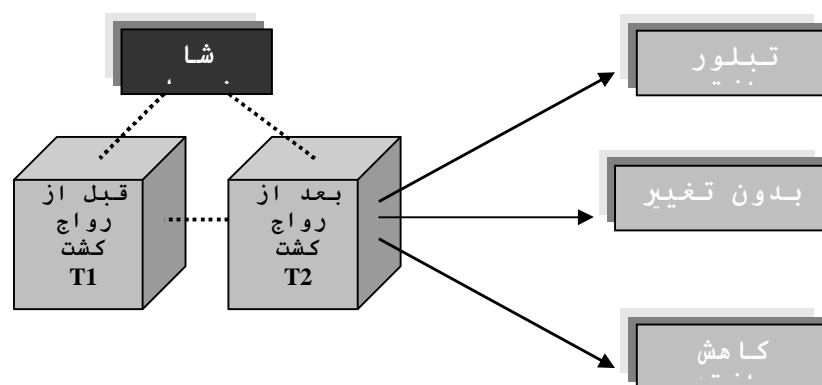 شا
تبلور
بدون تغییر
قبل از
رواج
کشت
T1
بعد از
رواج
کشت
T2
کاهش